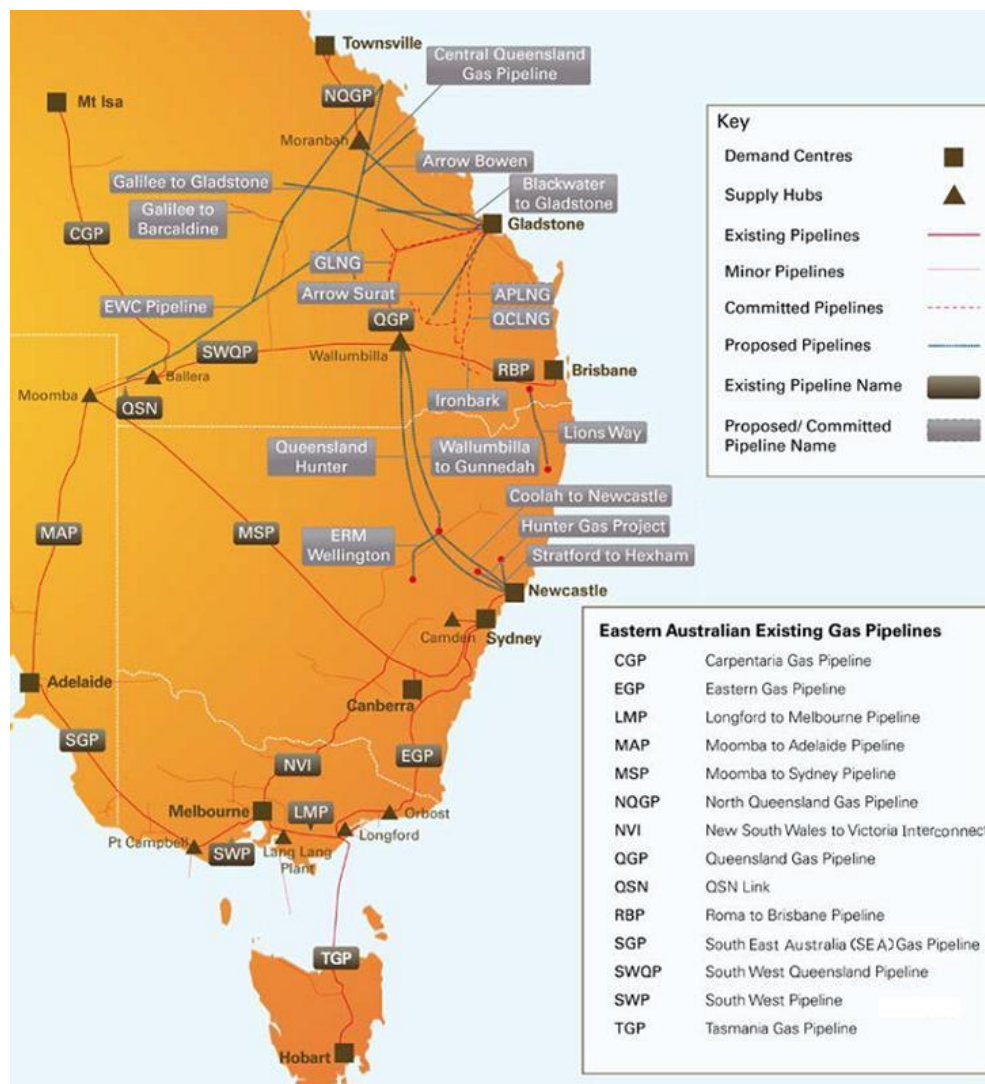 Townsville
Central Queensland
Gas Pipeline
Mt Isa
NQGP
Moranbah
Arrow Bowen
Galilee to Gladstone
Blackwater
to Gladstone
Galilee to
Barcaldine
Gladstone
CGP
GLNG
EWC Pipeline
Arrow Surat
APLNG
QGP
QCLNG
SWQP
Wallumbilla
RBP
Brisbane
Ballera
Moomba
QSN
Ironbark
Lions Way
Queensland
Hunter
Wallumbilla
to Gunnedah
Coolah to Newcastle
MAP
MSP
ERM
Wellington
Hunter Gas Project
Stratford to Hexham
Newcastle
Camden
Sydney
Adelaide
Canberra
SGP
NVI
EGP
Melbourne
LMP
Orbost
Pt Campbell
Longford
SWP
Lang Lang
Plant
TGP
Hobart
Key
Demand Centres
Supply Hubs
Existing Pipelines
Minor Pipelines
Committed Pipelines
Proposed Pipelines
Existing Pipeline Name
Proposed/ Committed
Pipeline Name
Eastern Australian Existing Gas Pipelines
CGP Carpentaria Gas Pipeline
EGP Eastern Gas Pipeline
LMP Longford to Melbourne Pipeline
MAP Moomba to Adelaide Pipeline
MSP Moomba to Sydney Pipeline
NQGP North Queensland Gas Pipeline
NVI New South Wales to Victoria Interconnect
QGP Queensland Gas Pipeline
QSN QSN Link
RBP Roma to Brisbane Pipeline
SGP South East Australia (SEA) Gas Pipeline
SWQP South West Queensland Pipeline
SWP South West Pipeline
TGP Tasmania Gas Pipeline